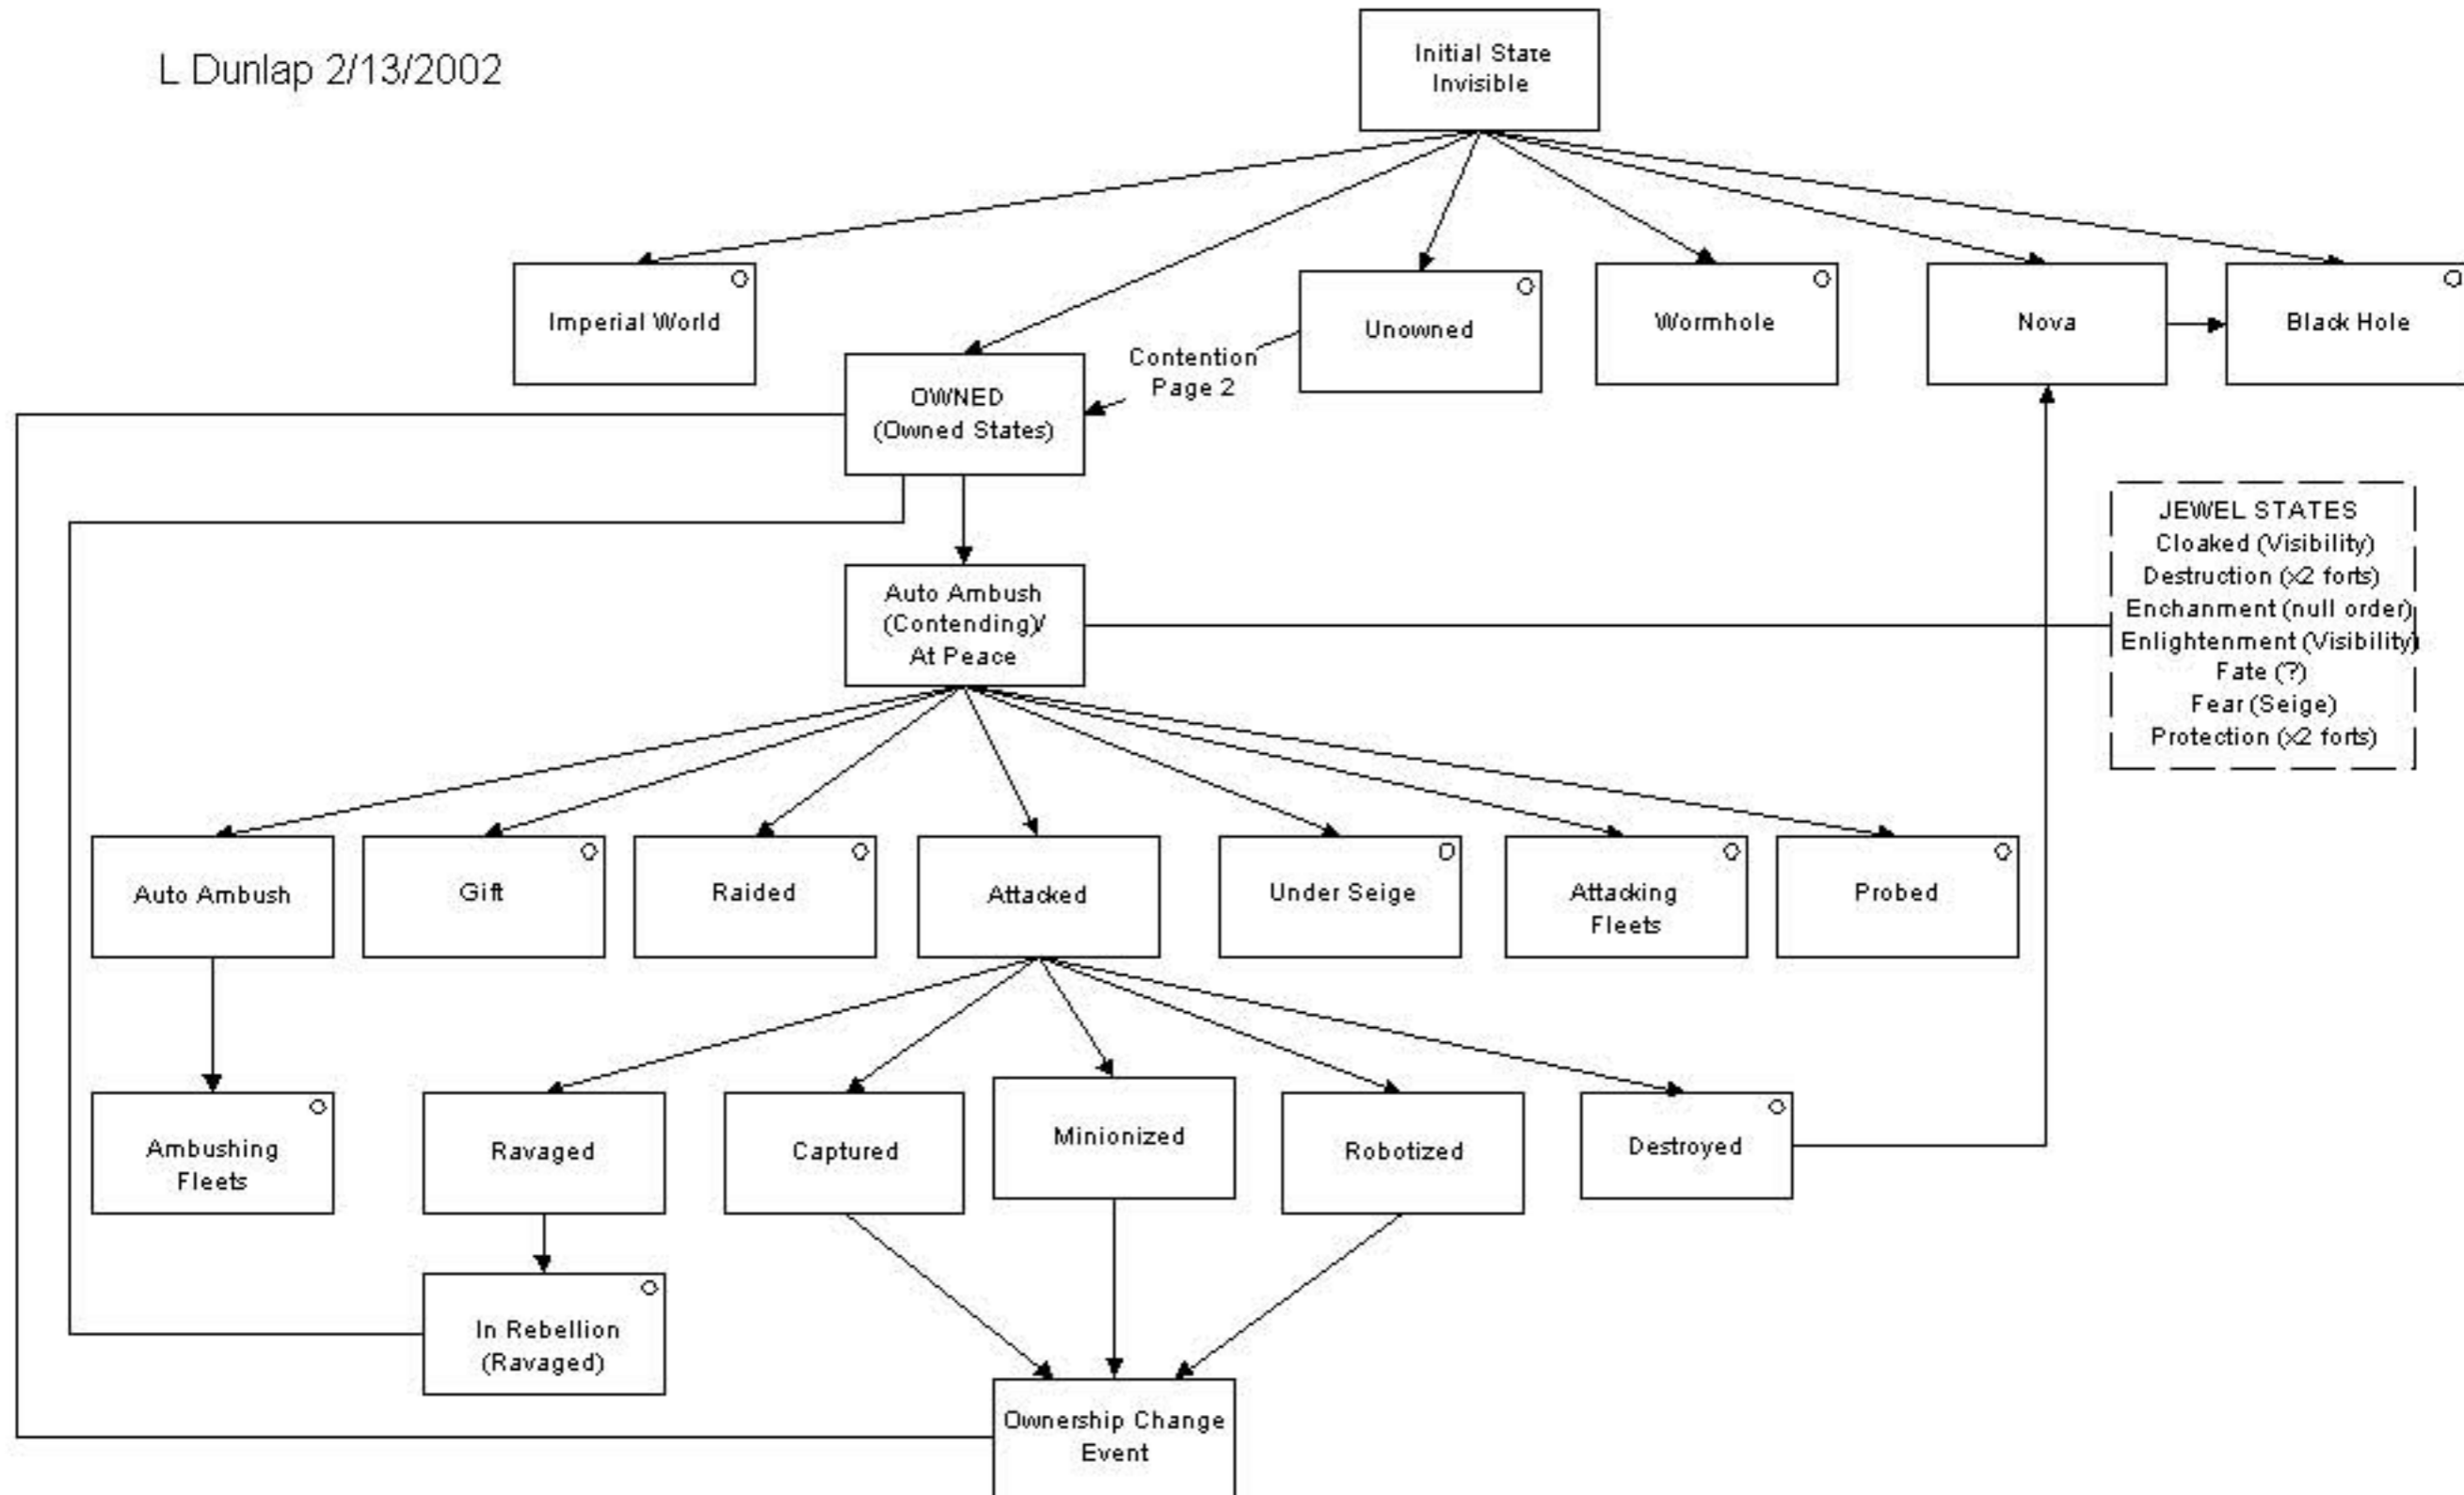 L Dunlap 2/13/2002
Initial State
Invisible
Imperial World
Unowned
Wormhole
Nova
Black Hole
Contention
Page 2
OWNED
(Owned States)
JEWEL STATES
Cloaked (Visibility)
Destruction (x2 forts)
Enchanment (null order)
Enlightenment (Visibility)
Fate (?)
Fear (Seige)
Protection (x2 forts)
Auto Ambush
(Contending)/
At Peace
Auto Ambush
Gift
Raided
Attacked
Under Seige
Attacking
Fleets
Probed
Ambushing
Fleets
Ravaged
Captured
Minionized
Robotized
Destroyed
In Rebellion
(Ravaged)
Ownership Change
Event